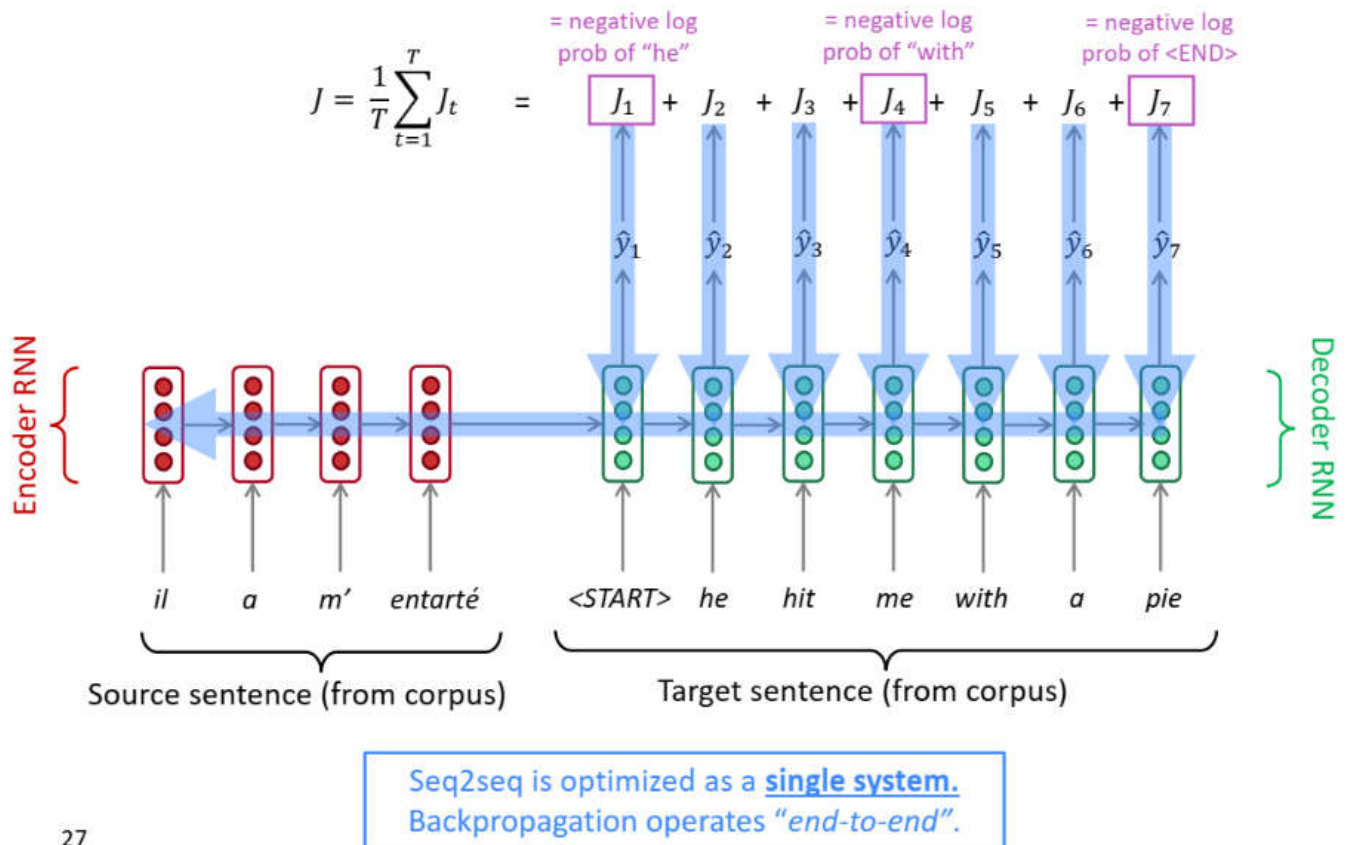 = negative log
prob of “he”
= negative log
prob of “with”
= negative log
prob of <END>
J = \frac{1}{T} \sum_{t=1}^{T} J_t = J_1 + J_2 + J_3 + J_4 + J_5 + J_6 + J_7
ŷ_1 ŷ_2 ŷ_3 ŷ_4 ŷ_5 ŷ_6 ŷ_7
Encoder RNN
Decoder RNN
il a m’ entarté <START> he hit me with a pie
Source sentence (from corpus)
Target sentence (from corpus)
Seq2seq is optimized as a single system.
Backpropagation operates “end-to-end”.
27